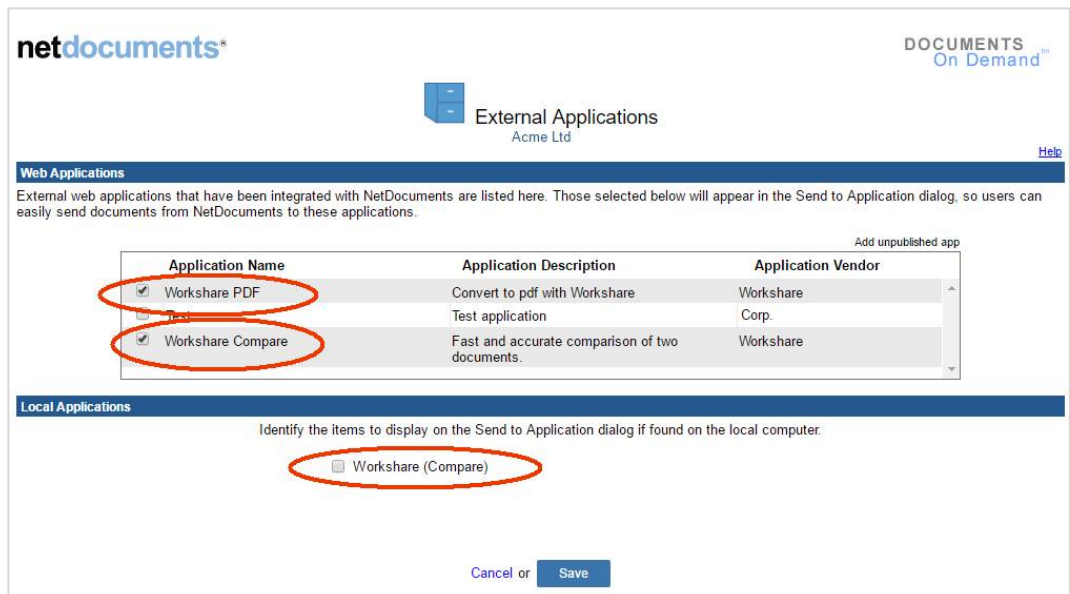 netdocuments®
DOCUMENTS
On Demand™
External Applications
Acme Ltd
Help
Web Applications
External web applications that have been integrated with NetDocuments are listed here. Those selected below will appear in the Send to Application dialog, so users can
easily send documents from NetDocuments to these applications.
Add unpublished app
Application Name Application Description Application Vendor
Workshare PDF Convert to pdf with Workshare Workshare
Test Test application Corp.
Workshare Compare Fast and accurate comparison of two Workshare
documents.
Local Applications
Identify the items to display on the Send to Application dialog if found on the local computer.
Workshare (Compare)
Cancel or Save